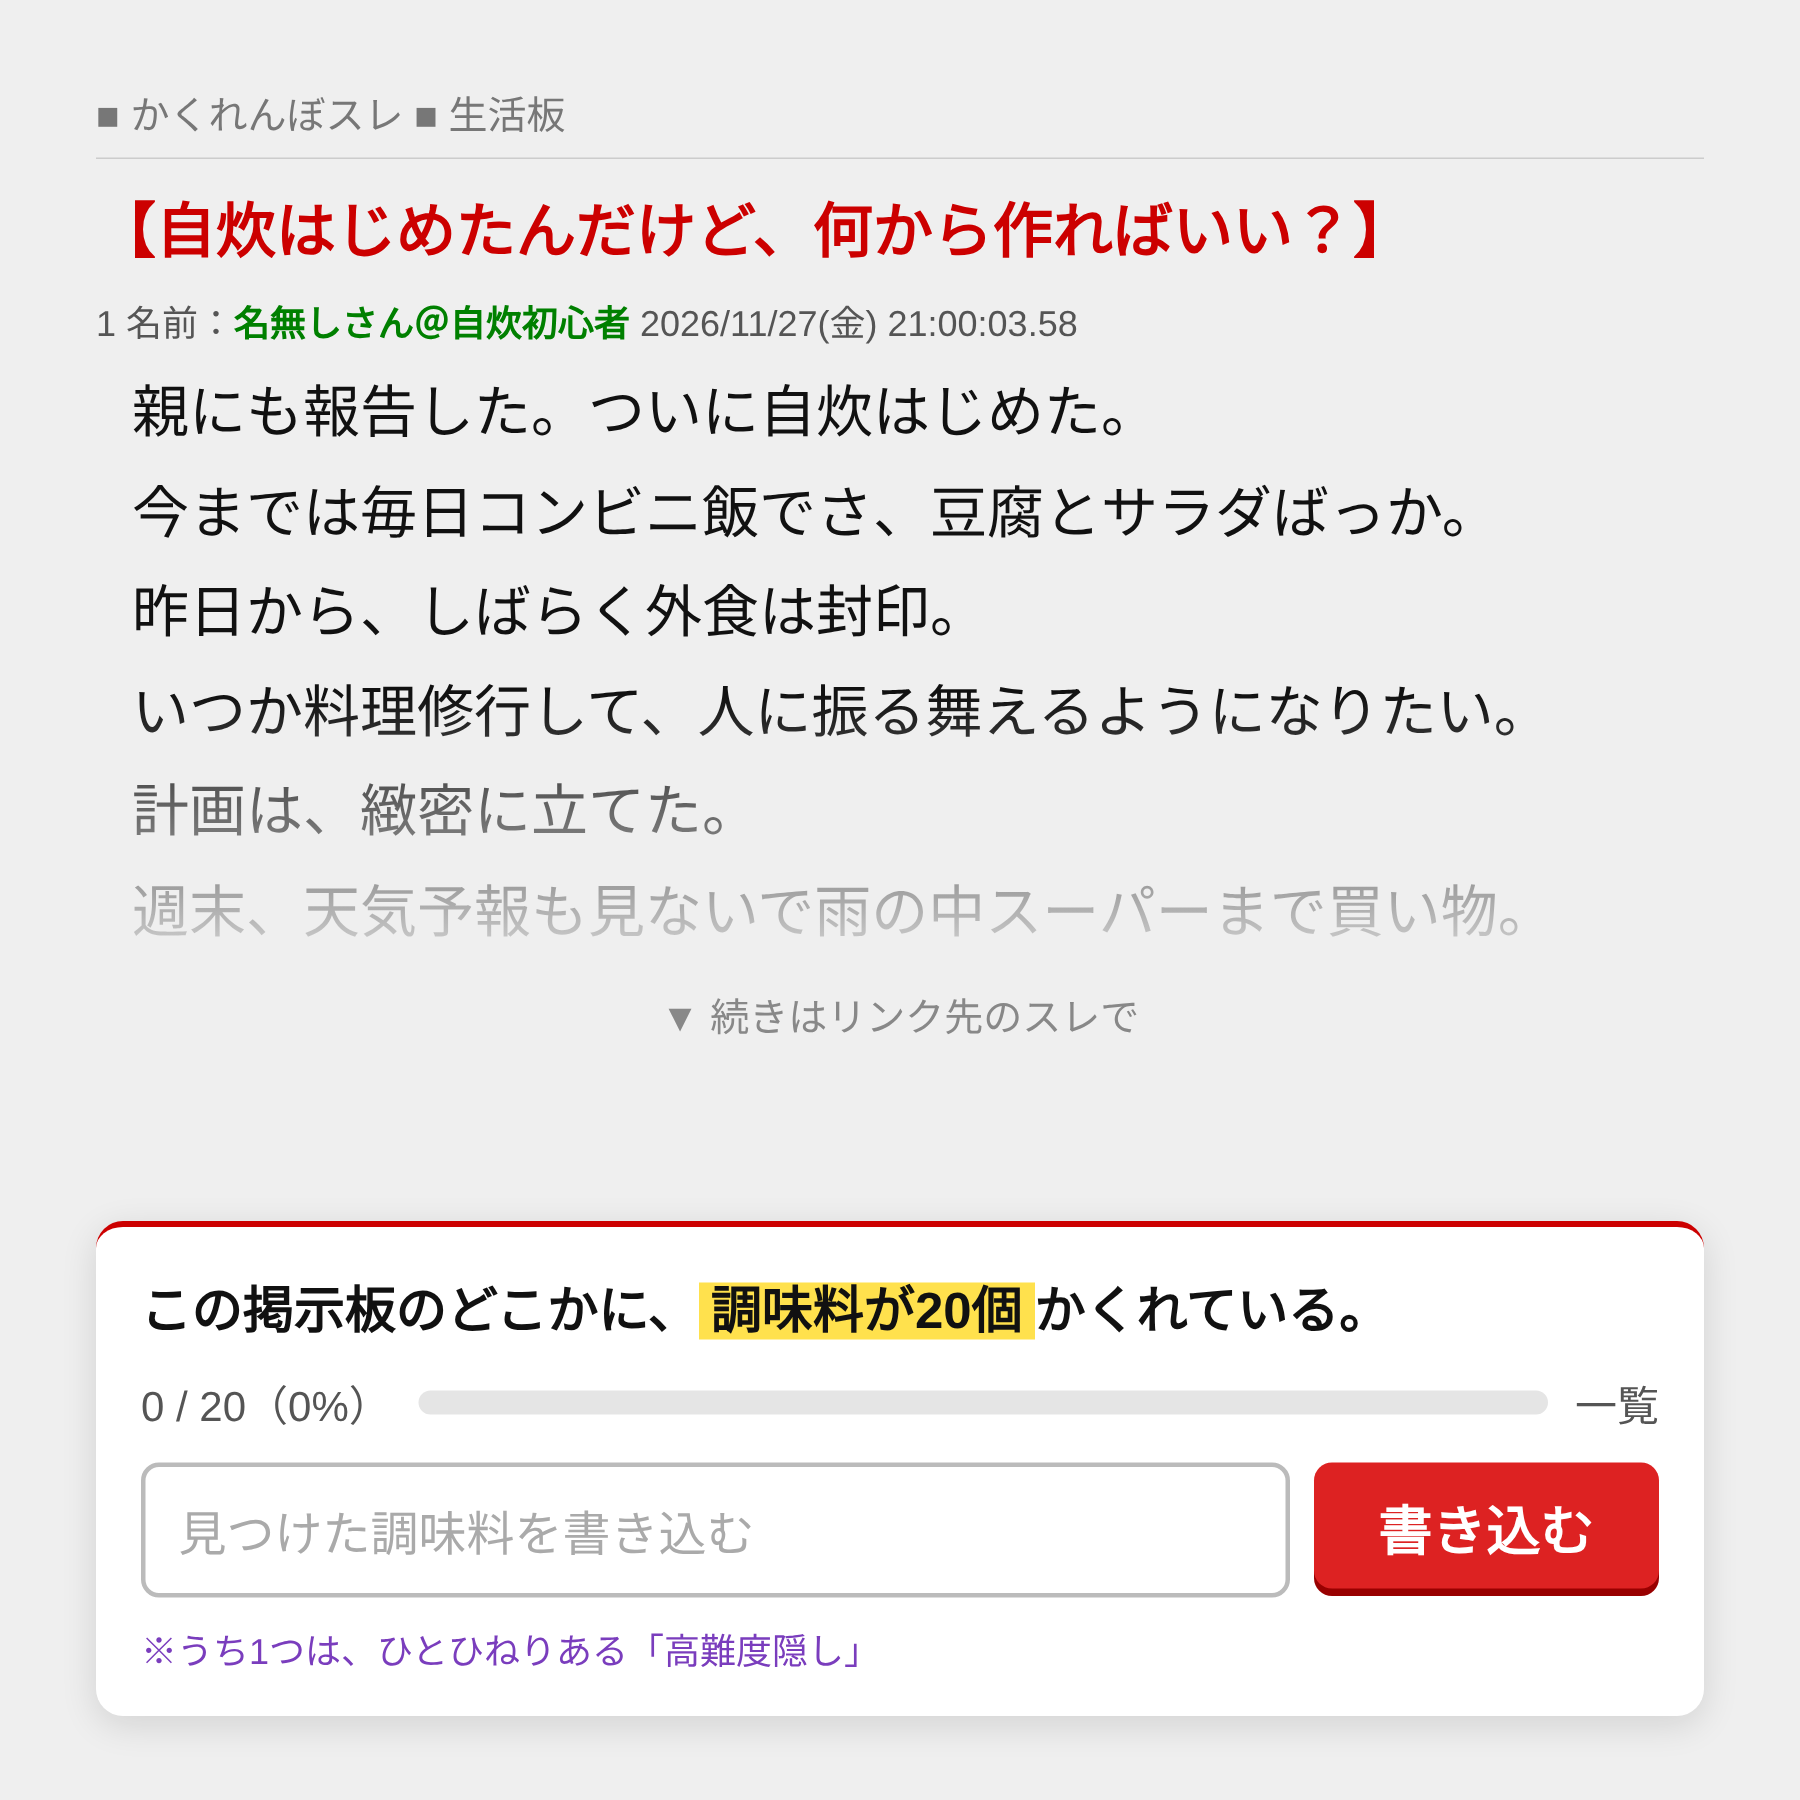 ■ かくれんぼスレ ■ 生活板
【自炊はじめたんだけど、何から作ればいい？】
1 名前：名無しさん＠自炊初心者 2026/11/27(金) 21:00:03.58
親にも報告した。ついに自炊はじめた。
今までは毎日コンビニ飯でさ、豆腐とサラダばっか。
昨日から、しばらく外食は封印。
いつか料理修行して、人に振る舞えるようになりたい。
計画は、緻密に立てた。
週末、天気予報も見ないで雨の中スーパーまで買い物。
▼ 続きはリンク先のスレで
この掲示板のどこかに、調味料が20個かくれている。
0 / 20（0%） 一覧
見つけた調味料を書き込む 書き込む
※うち1つは、ひとひねりある「高難度隠し」